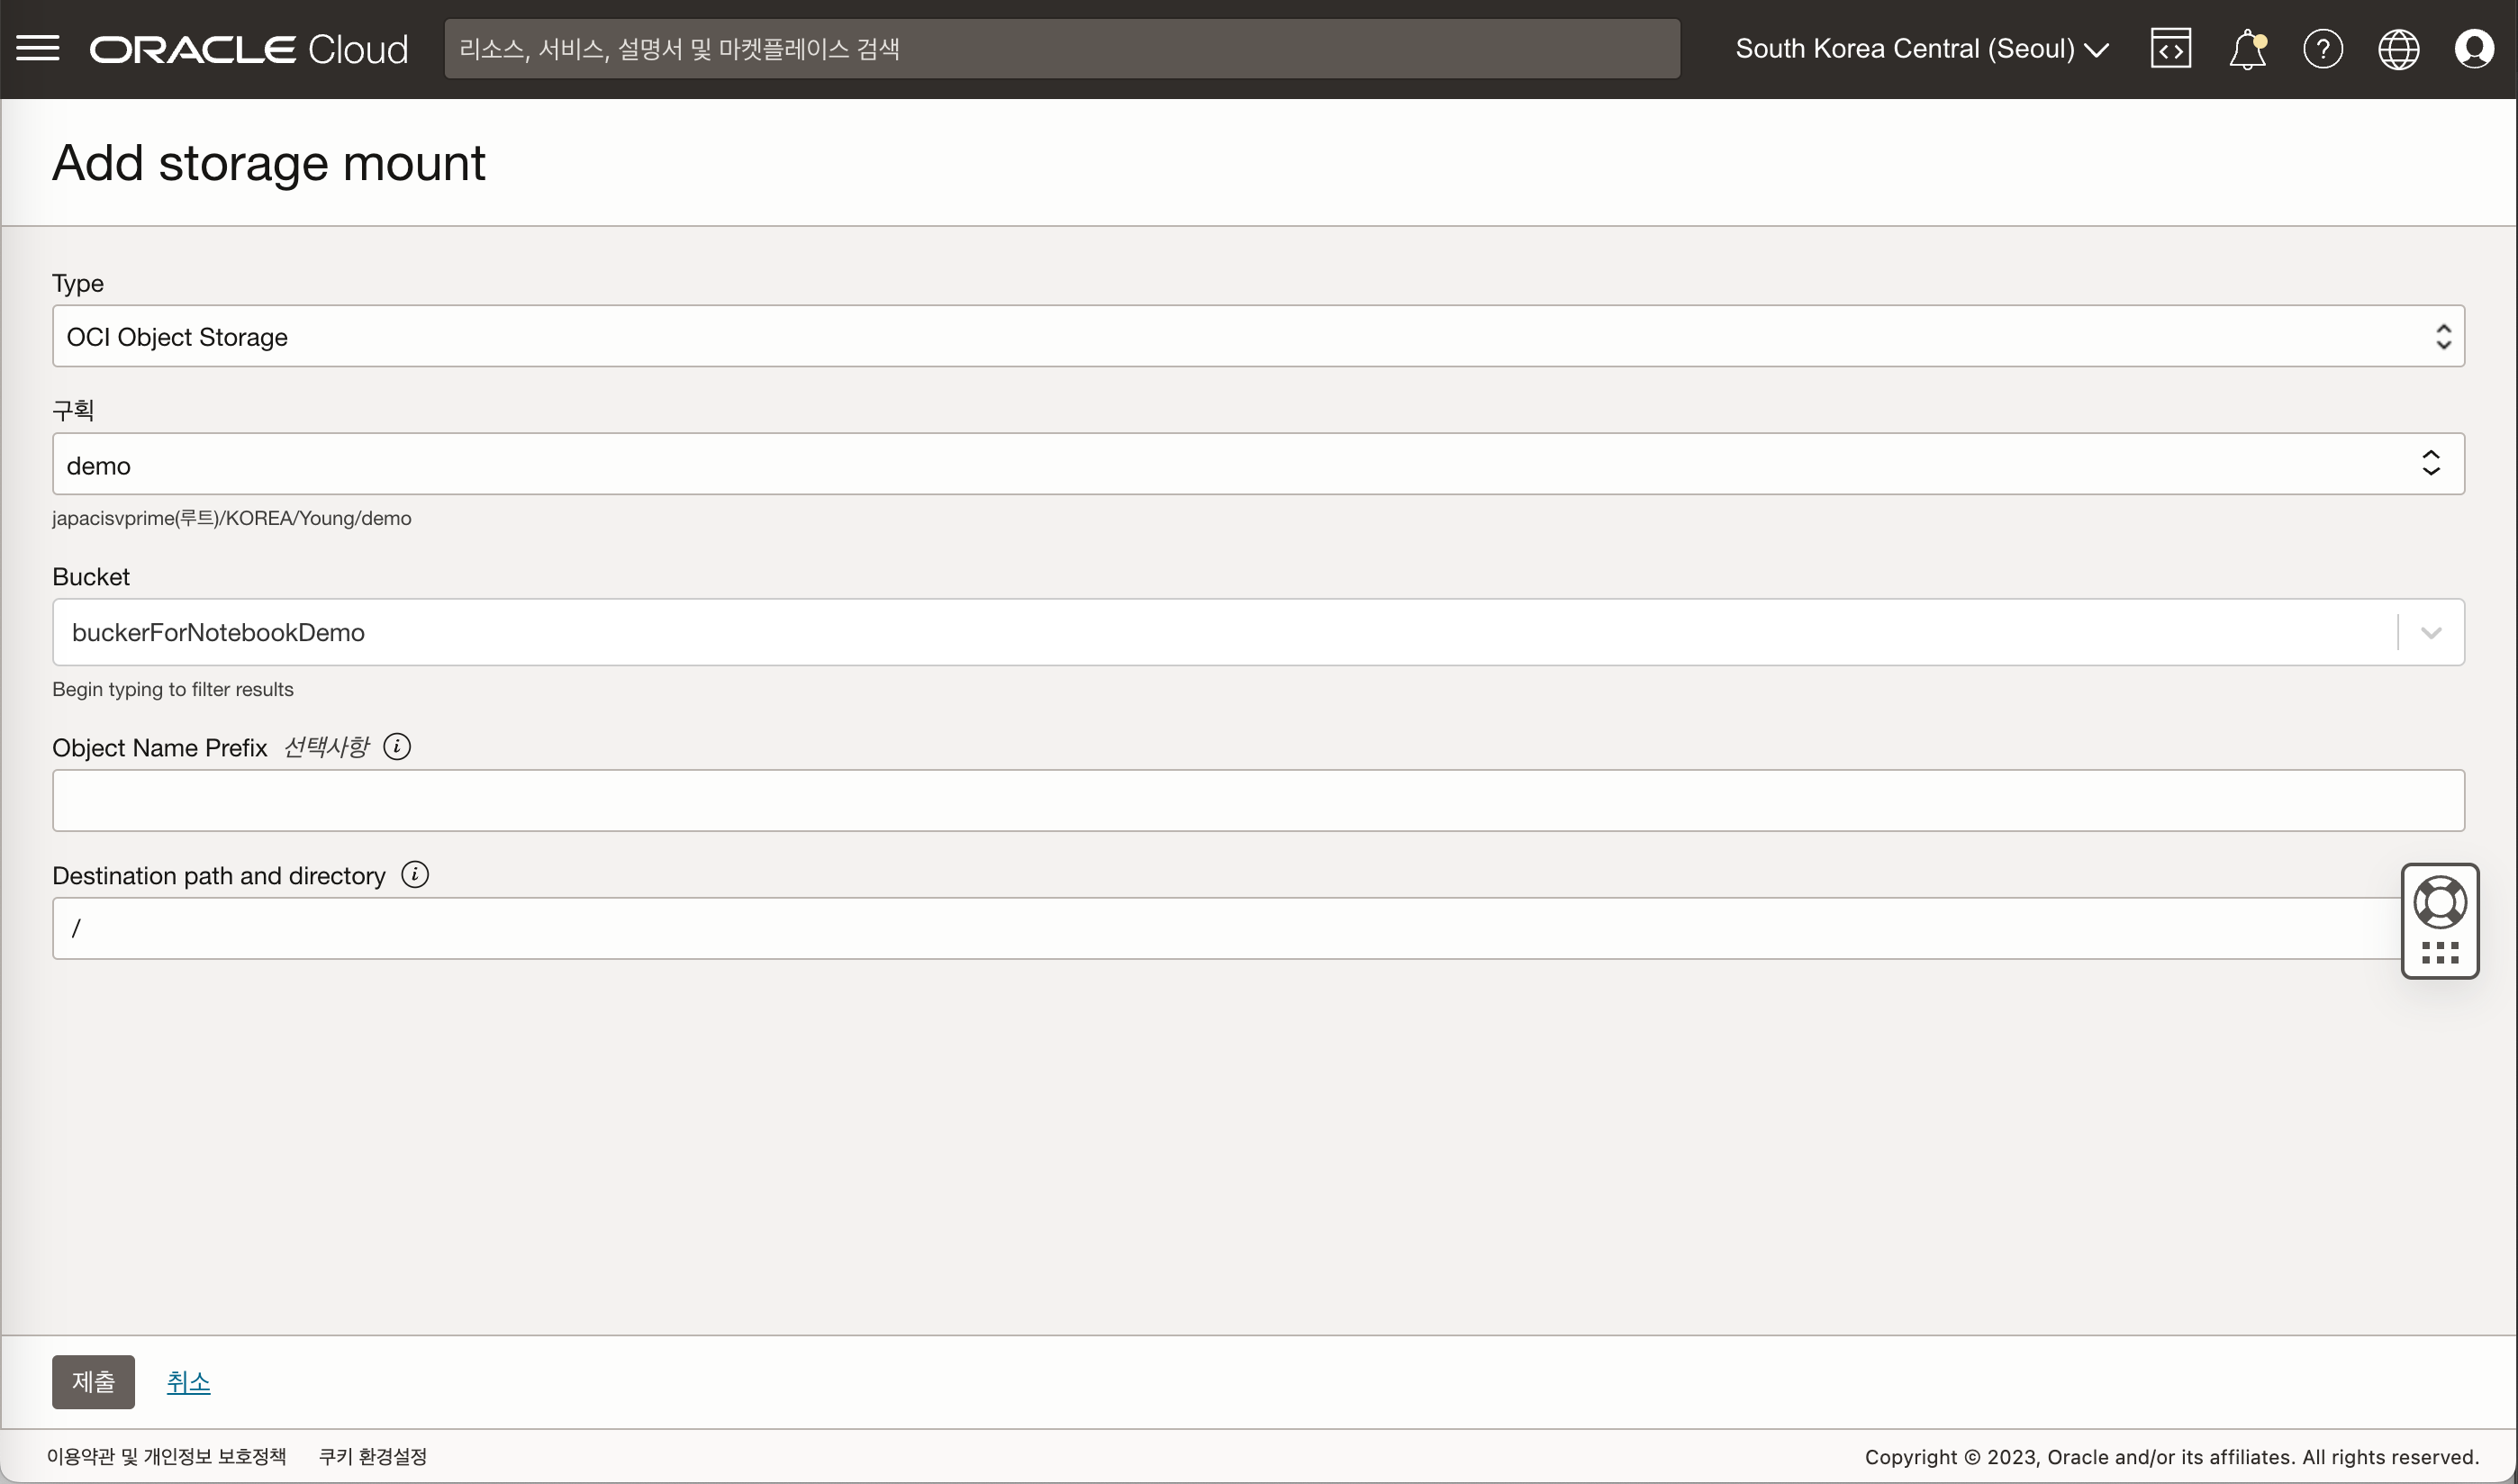 ORACLE Cloud
리소스, 서비스, 설명서 및 마켓플레이스 검색
South Korea Central (Seoul)
Add storage mount
Type
OCI Object Storage
구획
demo
japacisvprime(루트)/KOREA/Young/demo
Bucket
buckerForNotebookDemo
Begin typing to filter results
Object Name Prefix 선택사항
Destination path and directory
/
제출 취소
이용약관 및 개인정보 보호정책 쿠키 환경설정 Copyright © 2023, Oracle and/or its affiliates. All rights reserved.